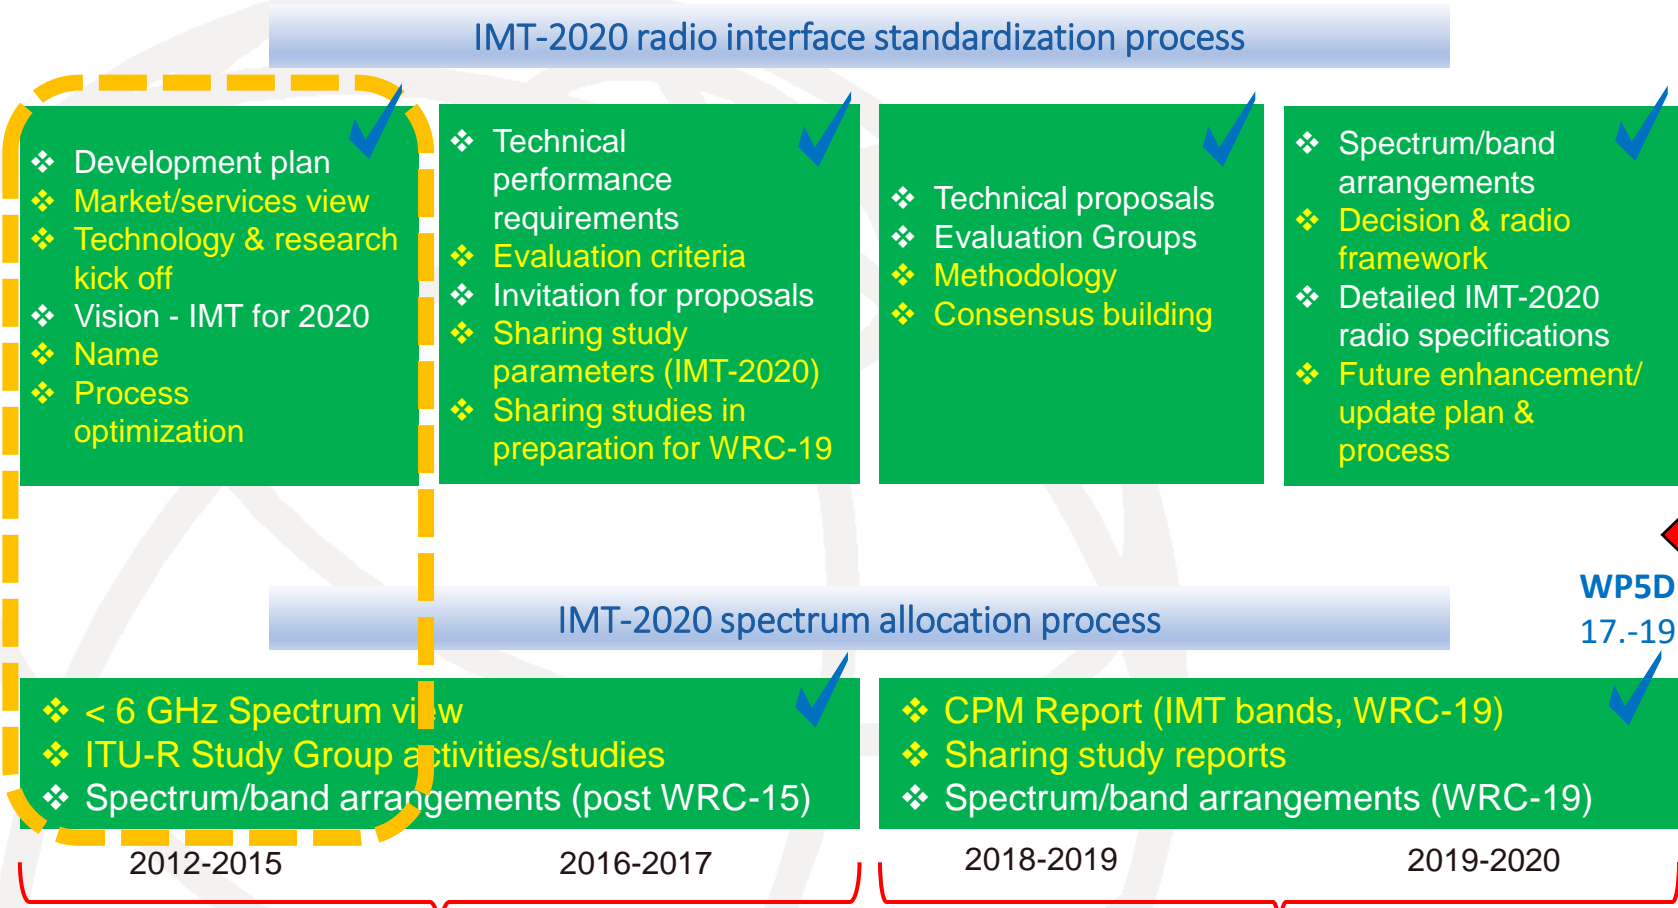 IMT-2020 radio interface standardization process
❖ Development plan
❖ Market/services view
❖ Technology & research
kick off
❖ Vision - IMT for 2020
❖ Name
❖ Process
optimization
❖ Technical
performance
requirements
❖ Evaluation criteria
❖ Invitation for proposals
❖ Sharing study
parameters (IMT-2020)
❖ Sharing studies in
preparation for WRC-19
❖ Technical proposals
❖ Evaluation Groups
❖ Methodology
❖ Consensus building
❖ Spectrum/band
arrangements
❖ Decision & radio
framework
❖ Detailed IMT-2020
radio specifications
❖ Future enhancement/
update plan &
process
WP5D
17.-19
IMT-2020 spectrum allocation process
❖ < 6 GHz Spectrum view
❖ ITU-R Study Group activities/studies
❖ Spectrum/band arrangements (post WRC-15)
❖ CPM Report (IMT bands, WRC-19)
❖ Sharing study reports
❖ Spectrum/band arrangements (WRC-19)
2012-2015
2016-2017
2018-2019
2019-2020